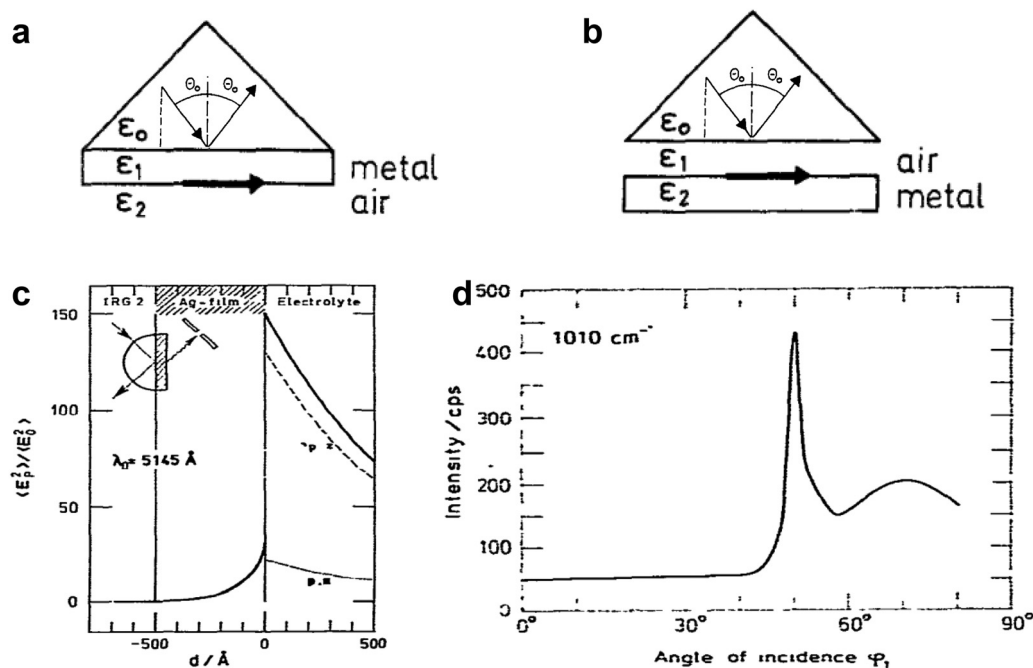 a
θ₀ θ₀
ε₀
ε₁
ε₂
metal
air
b
θ₀ θ₀
ε₀
ε₁
ε₂
air
metal
c
IRG 2 Ag-film Electrolyte
150
100
50
0
⟨E²ₚ⟩/⟨E²₀⟩
λ₀= 5145 Å
-500 0 500
d / Å
d
500
400
300
200
100
0
Intensity/cps
1010 cm⁻¹
0° 30° 60° 90°
Angle of incidence φ₁